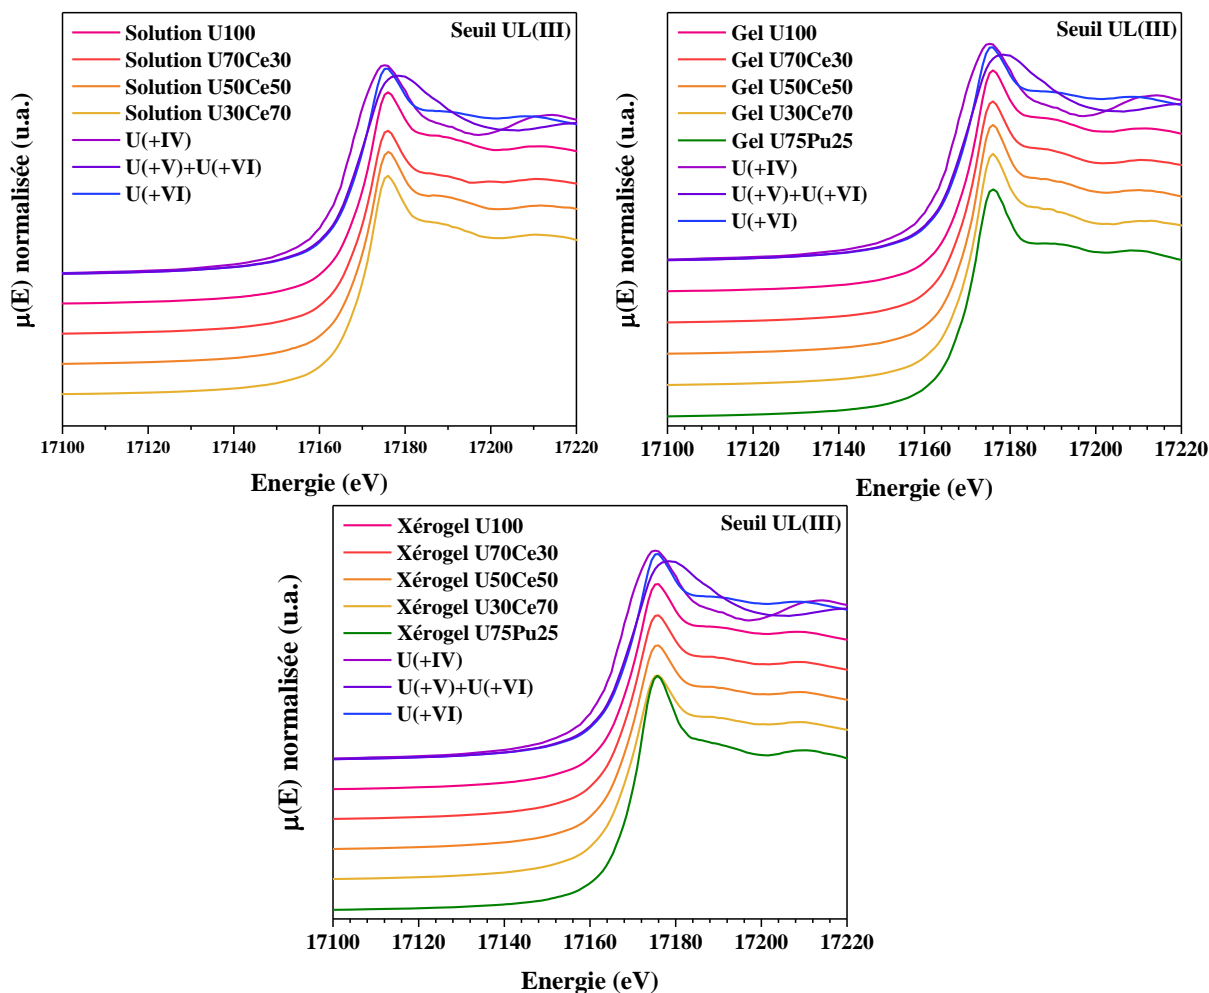 Solution U100
Solution U70Ce30
Solution U50Ce50
Solution U30Ce70
U(+IV)
U(+V)+U(+VI)
U(+VI)
Seuil UL(III)
µ(E) normalisée (u.a.)
17100 17120 17140 17160 17180 17200 17220
Energie (eV)
Gel U100
Gel U70Ce30
Gel U50Ce50
Gel U30Ce70
Gel U75Pu25
U(+IV)
U(+V)+U(+VI)
U(+VI)
Seuil UL(III)
µ(E) normalisée (u.a.)
17100 17120 17140 17160 17180 17200 17220
Energie (eV)
Xérogel U100
Xérogel U70Ce30
Xérogel U50Ce50
Xérogel U30Ce70
Xérogel U75Pu25
U(+IV)
U(+V)+U(+VI)
U(+VI)
Seuil UL(III)
µ(E) normalisée (u.a.)
17100 17120 17140 17160 17180 17200 17220
Energie (eV)